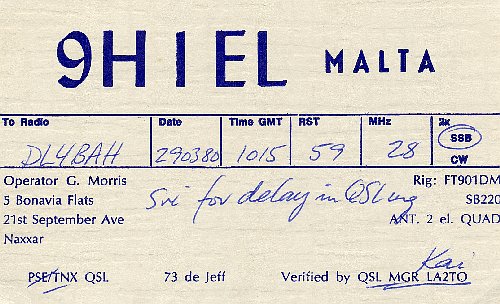 9H1EL MALTA
To Radio Date Time GMT RST MHz 2x
SSB
DL4BAH 290380 1015 59 28
CW
Operator G. Morris Rig: FT901DM
5 Bonavia Flats Sri for delay in QSLing SB220
21st September Ave ANT. 2 el. QUAD
Naxxar
Kai
PSE/TNX QSL 73 de Jeff Verified by QSL MGR LA2TO